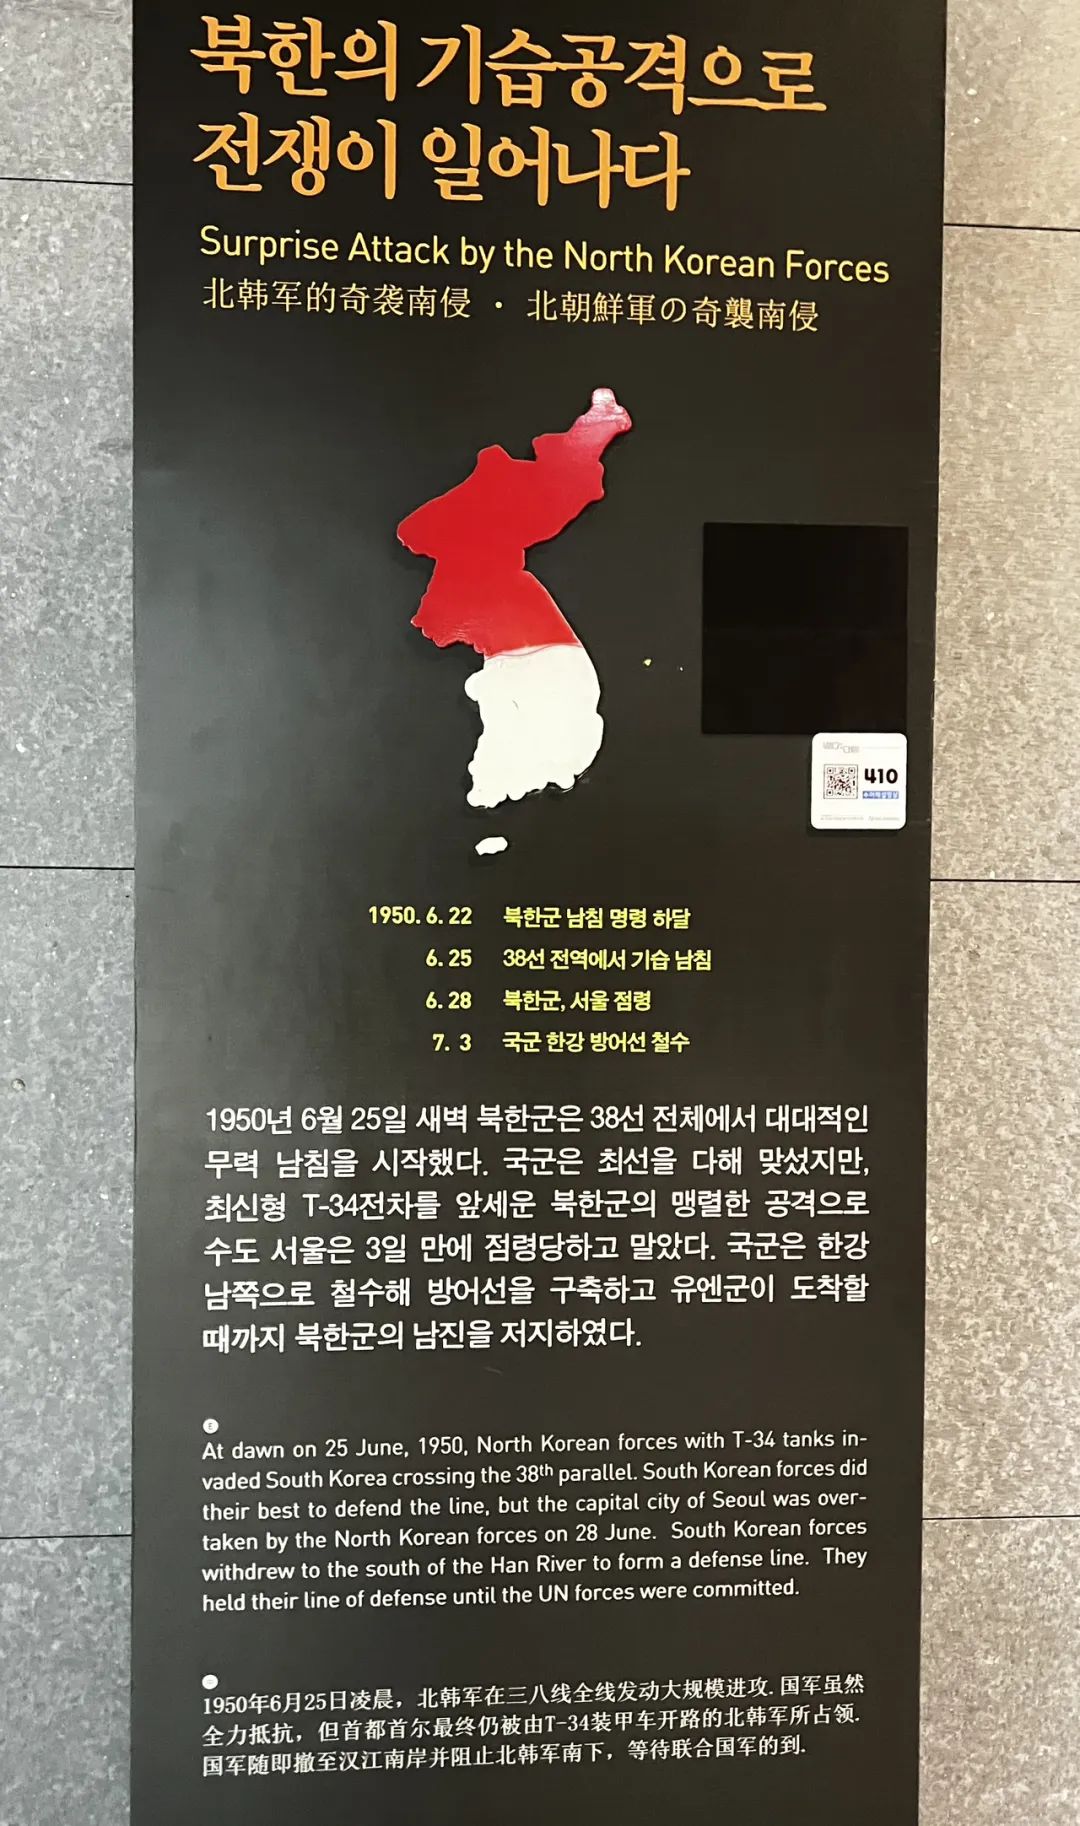 북한의 기습공격으로
전쟁이 일어나다
Surprise Attack by the North Korean Forces
北韩军的奇袭南侵 · 北朝鮮軍の奇襲南侵
410
수어해설영상
1950. 6. 22 북한군 남침 명령 하달
6. 25 38선 전역에서 기습 남침
6. 28 북한군, 서울 점령
7. 3 국군 한강 방어선 철수
1950년 6월 25일 새벽 북한군은 38선 전체에서 대대적인
무력 남침을 시작했다. 국군은 최선을 다해 맞섰지만,
최신형 T-34전차를 앞세운 북한군의 맹렬한 공격으로
수도 서울은 3일 만에 점령당하고 말았다. 국군은 한강
남쪽으로 철수해 방어선을 구축하고 유엔군이 도착할
때까지 북한군의 남진을 저지하였다.
E
At dawn on 25 June, 1950, North Korean forces with T-34 tanks in-
vaded South Korea crossing the 38th parallel. South Korean forces did
their best to defend the line, but the capital city of Seoul was over-
taken by the North Korean forces on 28 June. South Korean forces
withdrew to the south of the Han River to form a defense line. They
held their line of defense until the UN forces were committed.
1950年6月25日凌晨，北韩军在三八线全线发动大规模进攻. 国军虽然
全力抵抗，但首都首尔最终仍被由T-34装甲车开路的北韩军所占领.
国军随即撤至汉江南岸并阻止北韩军南下，等待联合国军的到.